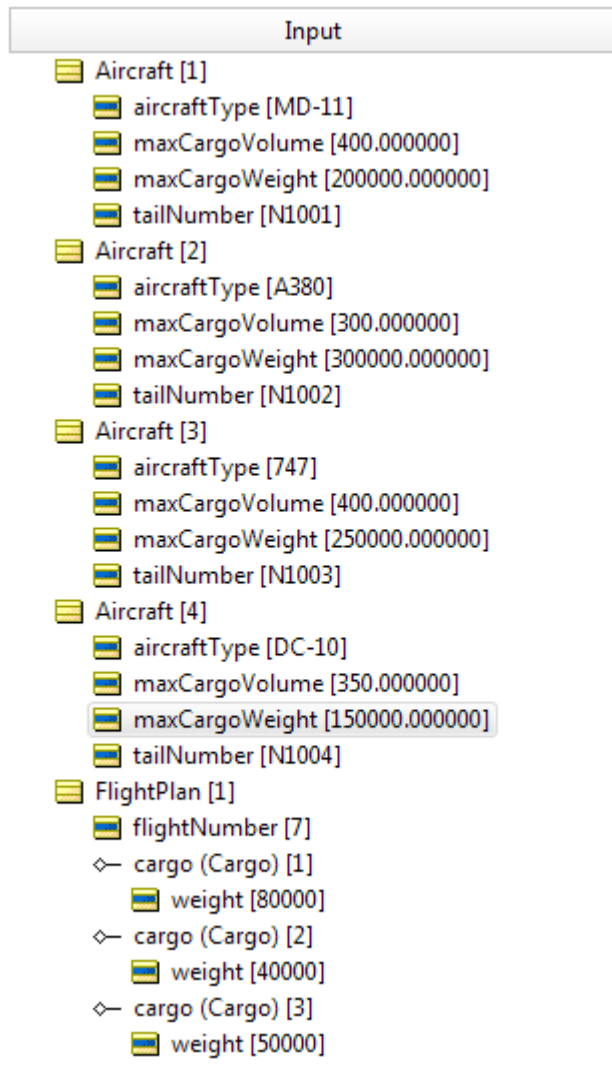 Input
Aircraft [1]
aircraftType [MD-11]
maxCargoVolume [400.000000]
maxCargoWeight [200000.000000]
tailNumber [N1001]
Aircraft [2]
aircraftType [A380]
maxCargoVolume [300.000000]
maxCargoWeight [300000.000000]
tailNumber [N1002]
Aircraft [3]
aircraftType [747]
maxCargoVolume [400.000000]
maxCargoWeight [250000.000000]
tailNumber [N1003]
Aircraft [4]
aircraftType [DC-10]
maxCargoVolume [350.000000]
maxCargoWeight [150000.000000]
tailNumber [N1004]
FlightPlan [1]
flightNumber [7]
cargo (Cargo) [1]
weight [80000]
cargo (Cargo) [2]
weight [40000]
cargo (Cargo) [3]
weight [50000]